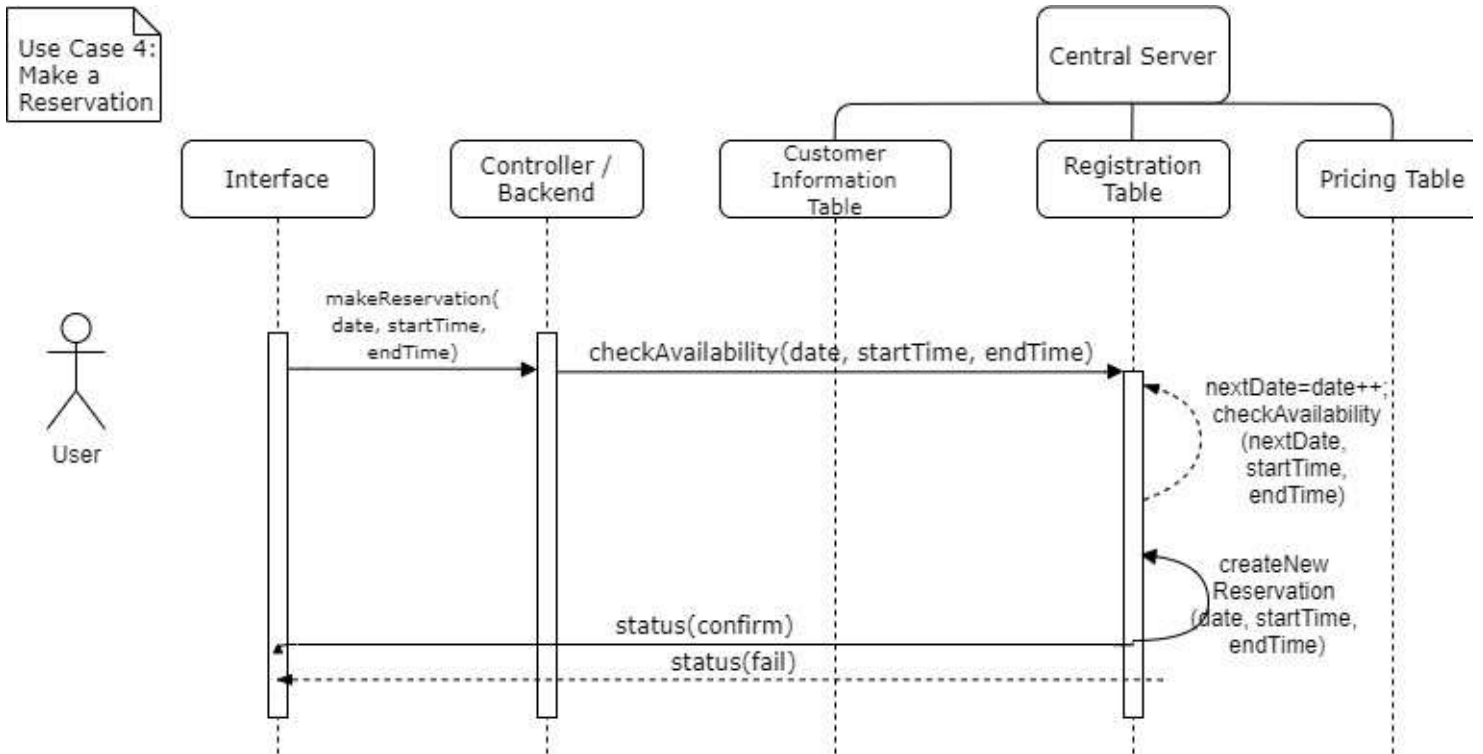 Use Case 4:
Make a
Reservation
Central Server
Interface
Controller /
Backend
Customer
Information
Table
Registration
Table
Pricing Table
makeReservation(
date, startTime,
endTime)
checkAvailability(date, startTime, endTime)
nextDate=date++;
checkAvailability
(nextDate,
startTime,
endTime)
User
createNew
Reservation
(date, startTime,
endTime)
status(confirm)
status(fail)